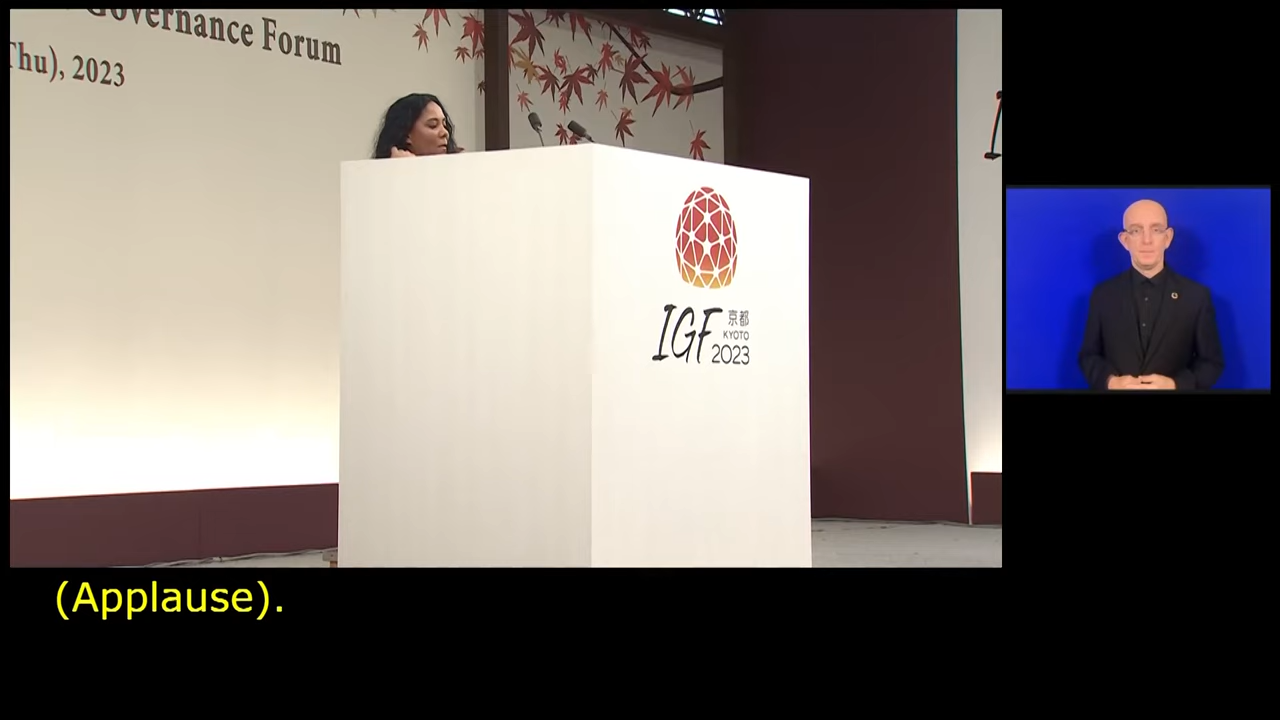 Governance Forum
Thu), 2023
IGF 京都
KYOTO
2023
(Applause).